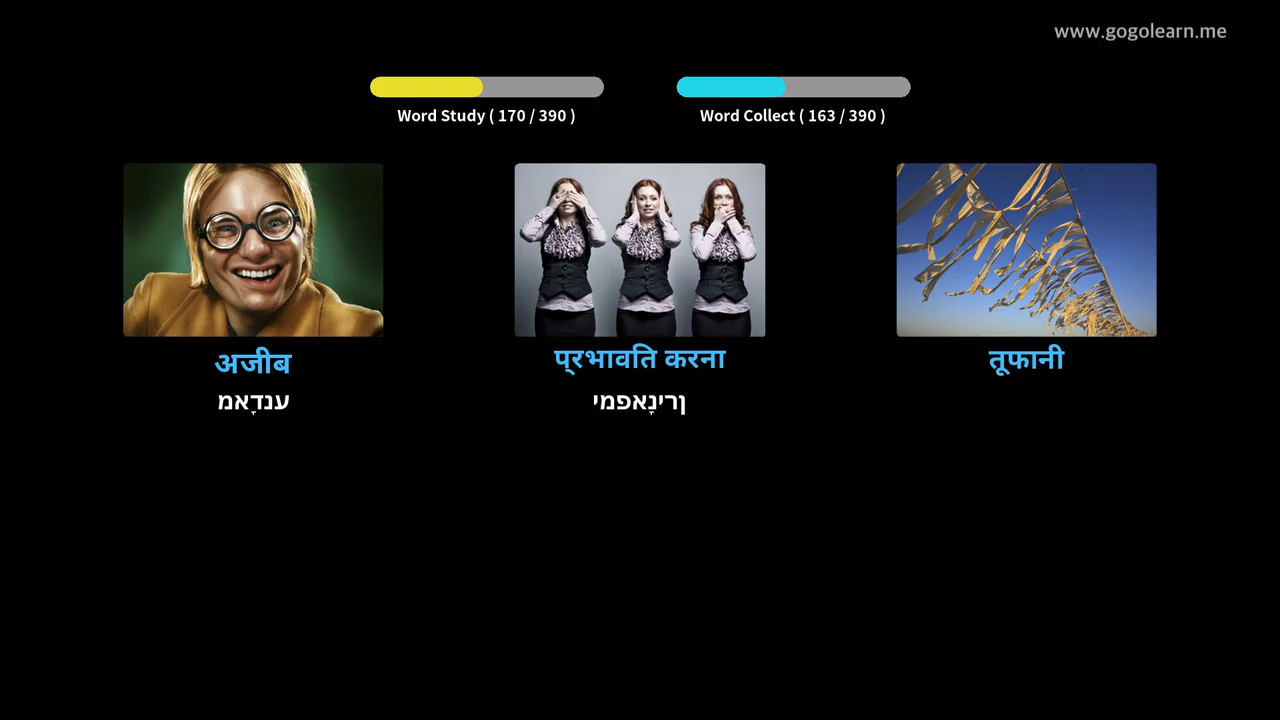 www.gogolearn.me
Word Study ( 170 / 390 )
Word Collect ( 163 / 390 )
अजीब
प्रभावति करना
तूफानी
ענדָאמ
ןרינָאפמי